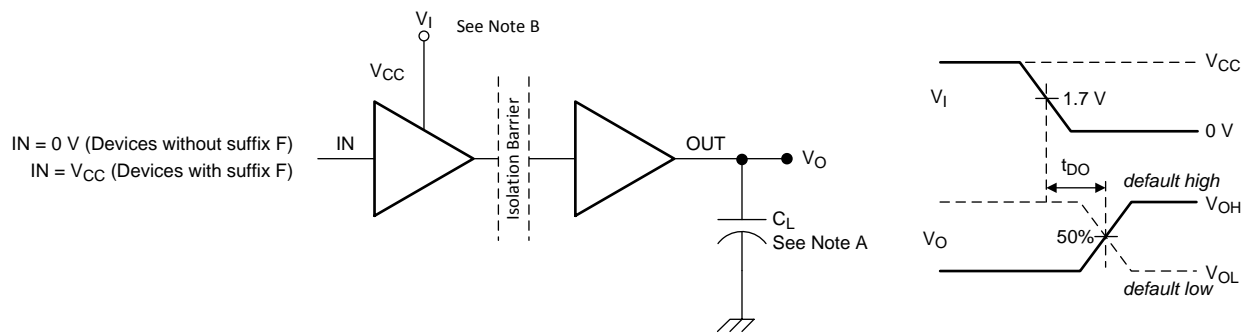 V_I
See Note B
V_CC
IN = 0 V (Devices without suffix F)
IN = V_CC (Devices with suffix F)
IN
Isolation Barrier
OUT
V_O
C_L
See Note A
V_I
V_CC
1.7 V
0 V
t_DO
default high
V_OH
V_O
50%
V_OL
default low